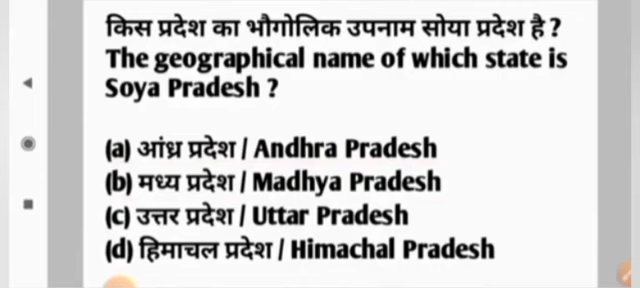 किस प्रदेश का भौगोलिक उपनाम सोया प्रदेश है ?
The geographical name of which state is
Soya Pradesh ?
(a) आंध्र प्रदेश / Andhra Pradesh
(b) मध्य प्रदेश / Madhya Pradesh
(c) उत्तर प्रदेश / Uttar Pradesh
(d) हिमाचल प्रदेश / Himachal Pradesh